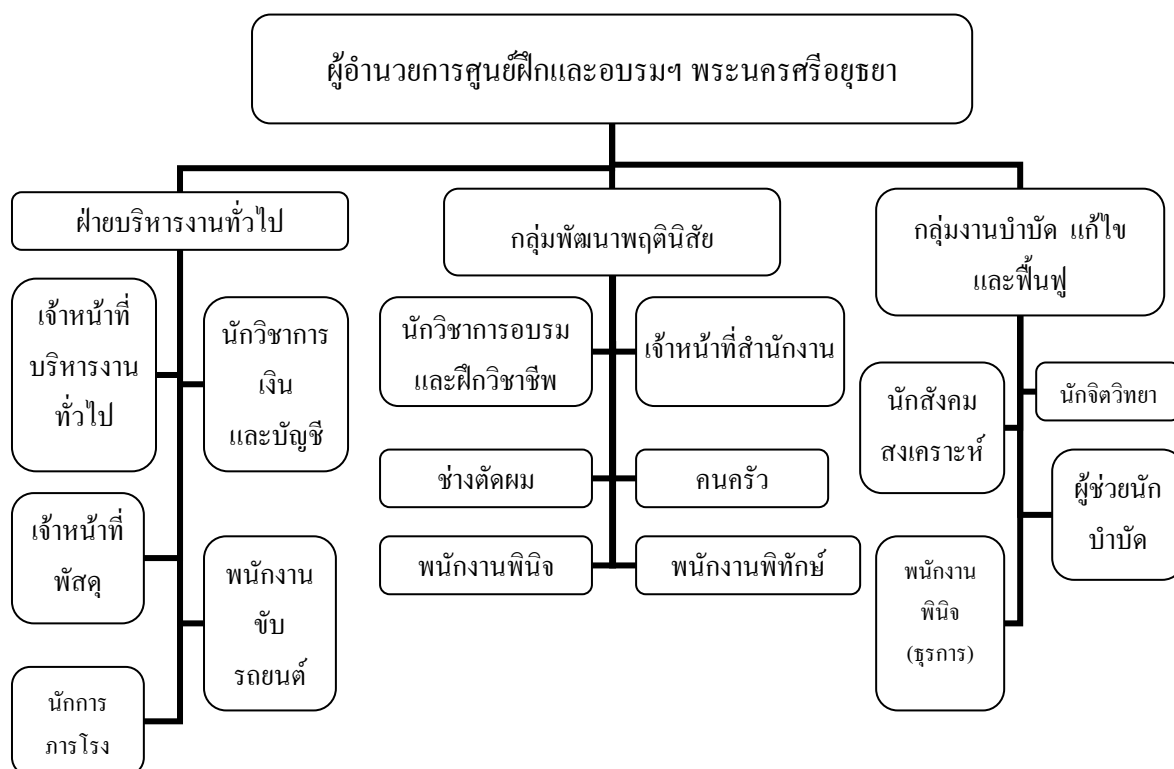 ผู้อำนวยการศูนย์ฝึกและอบรมฯ พระนครศรีอยุธยา
ฝ่ายบริหารงานทั่วไป
เจ้าหน้าที่
บริหารงาน
ทั่วไป
นักวิชาการ
เงิน
และบัญชี
เจ้าหน้าที่
พัสดุ
พนักงาน
ขับ
รถยนต์
นักการ
ภารโรง
กลุ่มพัฒนาพฤตินิสัย
นักวิชาการอบรม
และฝึกวิชาชีพ
เจ้าหน้าที่สำนักงาน
ช่างตัดผม
คนครัว
พนักงานพินิจ
พนักงานพิทักษ์
กลุ่มงานบำบัด แก้ไข
และฟื้นฟู
นักสังคม
สงเคราะห์
นักจิตวิทยา
ผู้ช่วยนัก
บำบัด
พนักงาน
พินิจ
(ธุรการ)